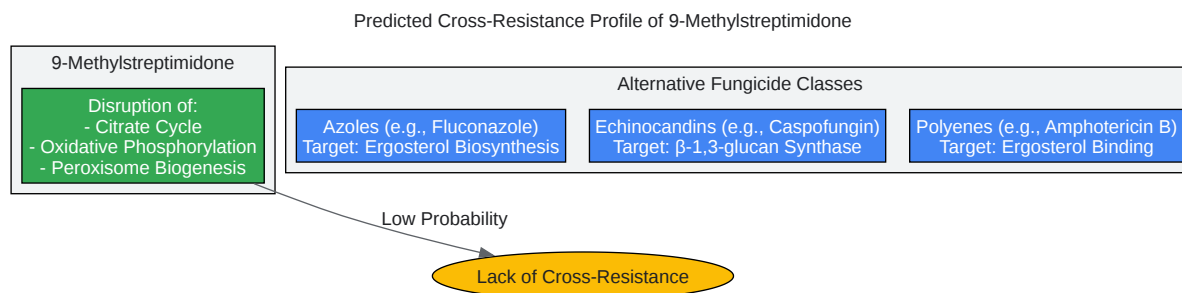 Predicted Cross-Resistance Profile of 9-Methylstreptimidone
9-Methylstreptimidone
Disruption of:
- Citrate Cycle
- Oxidative Phosphorylation
- Peroxisome Biogenesis
Alternative Fungicide Classes
Azoles (e.g., Fluconazole)
Target: Ergosterol Biosynthesis
Echinocandins (e.g., Caspofungin)
Target: β-1,3-glucan Synthase
Polyenes (e.g., Amphotericin B)
Target: Ergosterol Binding
Low Probability
Lack of Cross-Resistance